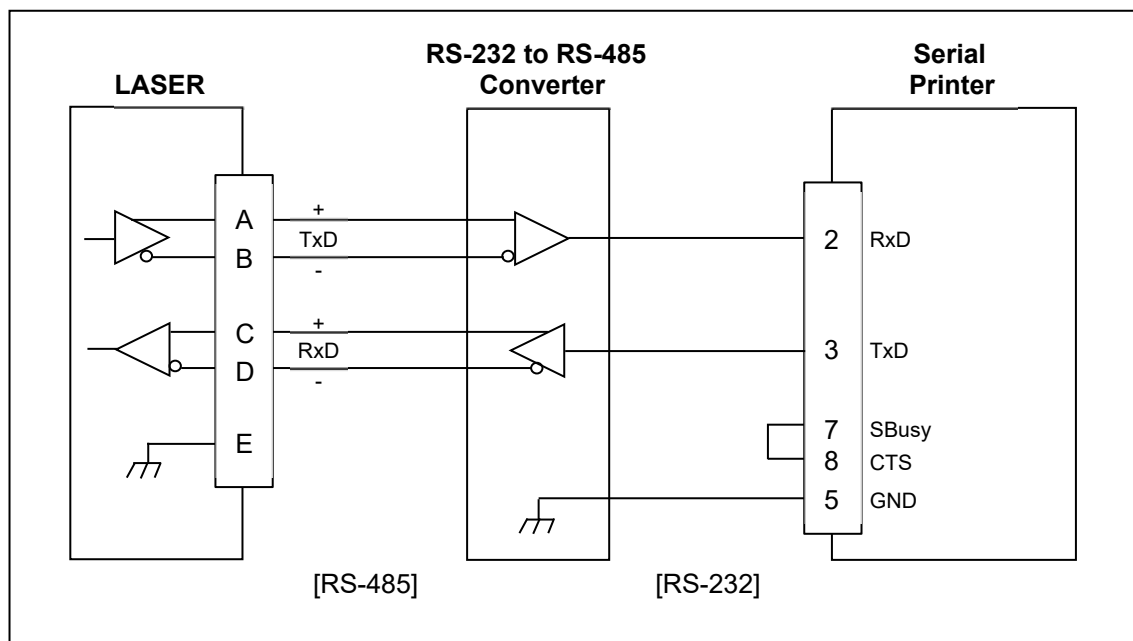 LASER
RS-232 to RS-485
Converter
Serial
Printer
A
+
TxD
B
-
C
+
RxD
D
-
E
2 RxD
3 TxD
7 SBusy
8 CTS
5 GND
[RS-485]
[RS-232]